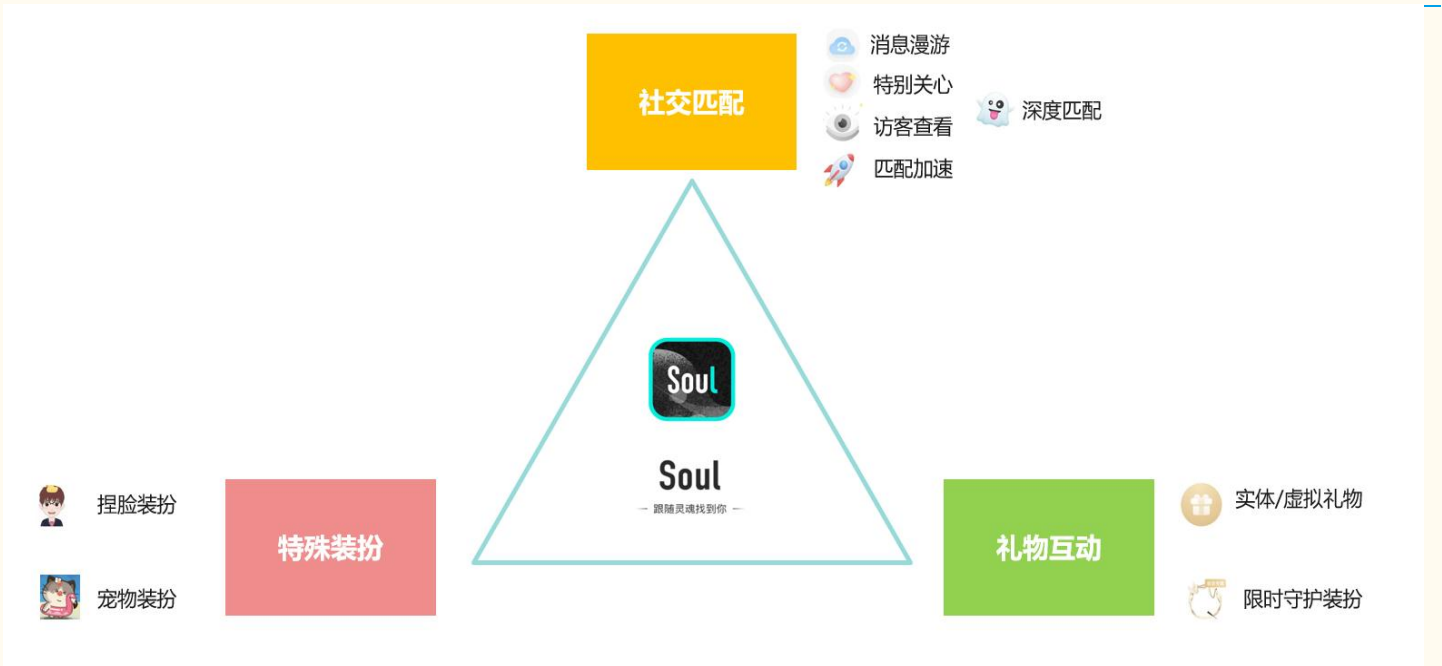 社交匹配
消息漫游
特别关心
访客查看
匹配加速
深度匹配
Soul
Soul
跟随灵魂找到你
捏脸装扮
特殊装扮
宠物装扮
礼物互动
实体/虚拟礼物
限时守护装扮